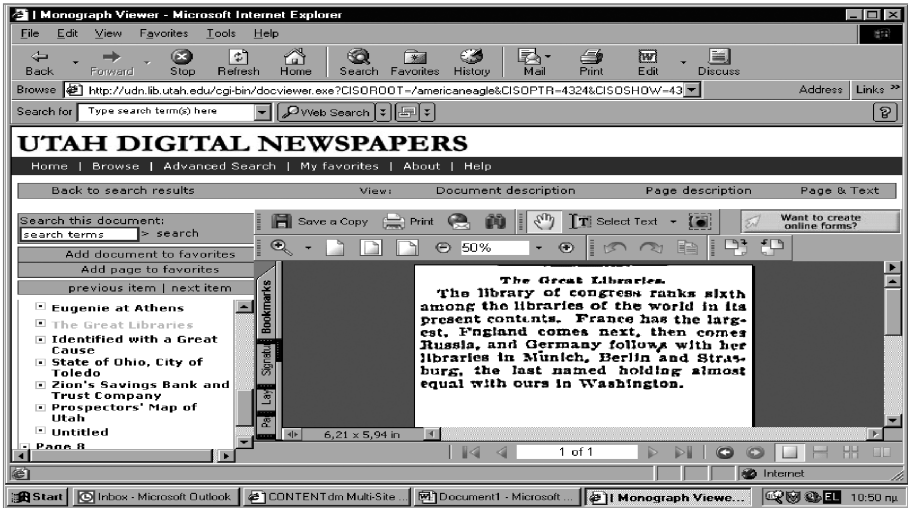 | Monograph Viewer - Microsoft Internet Explorer
File Edit View Favorites Tools Help
Back Forward Stop Refresh Home Search Favorites History Mail Print Edit Discuss
Browse http://udn.lib.utah.edu/cgi-bin/docviewer.exe?CISOROOT=/americaneagle&CISOPTR=4324&CISOSHOW=43 Address Links »
Search for Type search term(s) here Web Search
UTAH DIGITAL NEWSPAPERS
Home | Browse | Advanced Search | My favorites | About | Help
Back to search results View: Document description Page description Page & Text
Search this document:
search terms > search
Add document to favorites
Add page to favorites
previous item | next item
Eugenie at Athens
The Great Libraries
Identified with a Great
Cause
State of Ohio, City of
Toledo
Zion's Savings Bank and
Trust Company
Prospectors' Map of
Utah
Untitled
Page 8
Save a Copy Print Select Text Want to create
online forms?
50%
Bookmarks
Signatu
Lay
Pa
The Great Libraries.
The library of congress ranks sixth
among the libraries of the world in its
present contents. France has the larg-
est, England comes next, then comes
Russia, and Germany follows with her
libraries in Munich, Berlin and Stras-
burg, the last named holding almost
equal with ours in Washington.
6,21 x 5,94 in
1 of 1
Internet
Start Inbox - Microsoft Outlook CONTENTdm Multi-Site ... Document1 - Microsoft ... | Monograph Viewe... EL 10:50 πμ